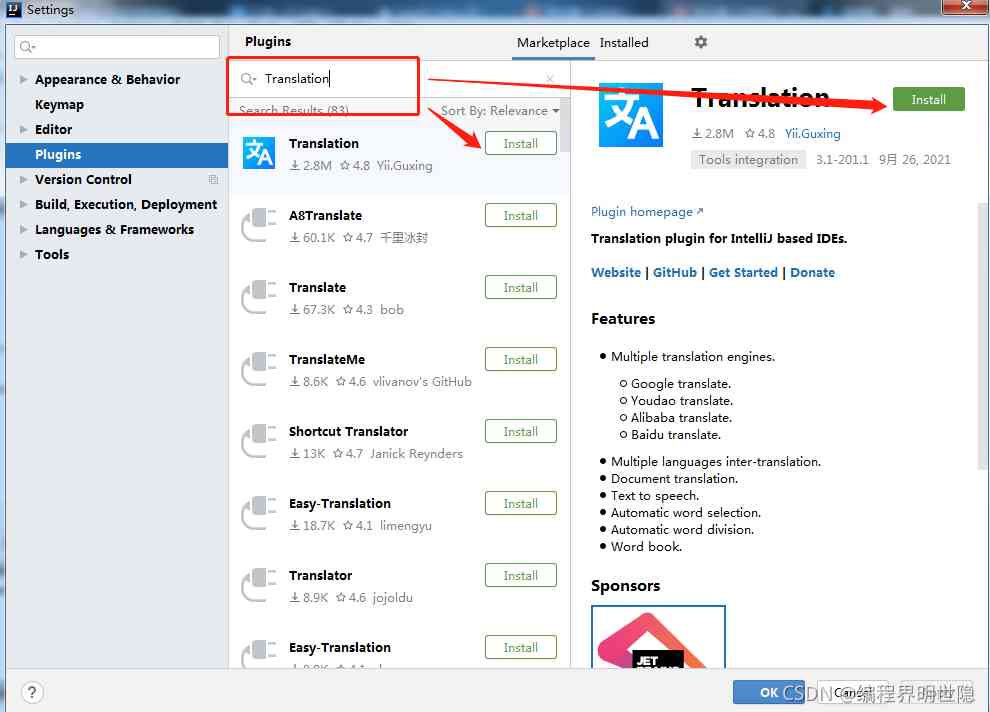 Settings
Plugins
Marketplace Installed
Translation
Search Results (83)
Sort By: Relevance
Appearance & Behavior
Keymap
Editor
Plugins
Version Control
Build, Execution, Deployment
Languages & Frameworks
Tools
Translation
2.8M 4.8 Yii.Guxing
Install
A8Translate
60.1K 4.7 千里冰封
Install
Translate
67.3K 4.3 bob
Install
TranslateMe
8.6K 4.6 vlivanov's GitHub
Install
Shortcut Translator
13K 4.7 Janick Reynders
Install
Easy-Translation
18.7K 4.1 limengyu
Install
Translator
8.9K 4.6 jojoldu
Install
Easy-Translation
Install
Translation
Install
2.8M 4.8 Yii.Guxing
Tools integration 3.1-201.1 9月 26, 2021
Plugin homepage
Translation plugin for IntelliJ based IDEs.
Website | GitHub | Get Started | Donate
Features
Multiple translation engines.
Google translate.
Youdao translate.
Alibaba translate.
Baidu translate.
Multiple languages inter-translation.
Document translation.
Text to speech.
Automatic word selection.
Automatic word division.
Word book.
Sponsors
JET
? OK Cancel
CSDN @编程界明世隐